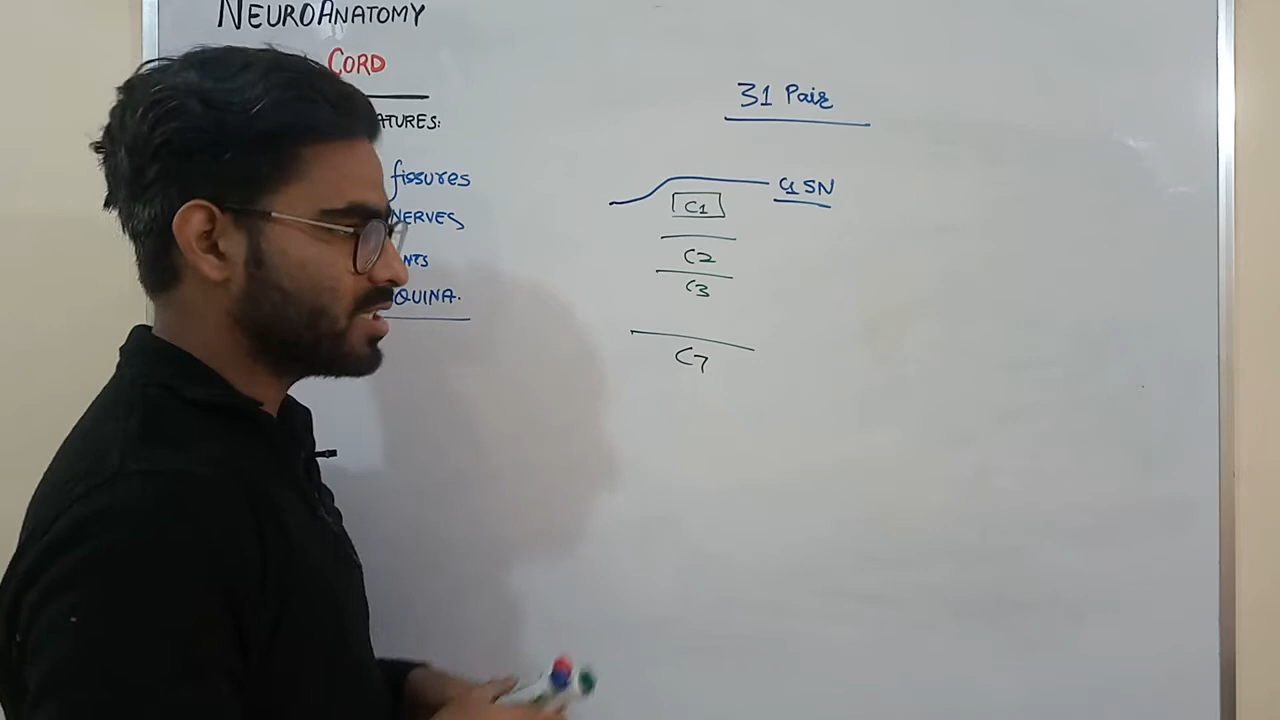 NEUROANATOMY
CORD
ATURES:
fissures
NERVES
NTS
QUINA.
31 Pair
C1 SN
C1
C2
C3
C7